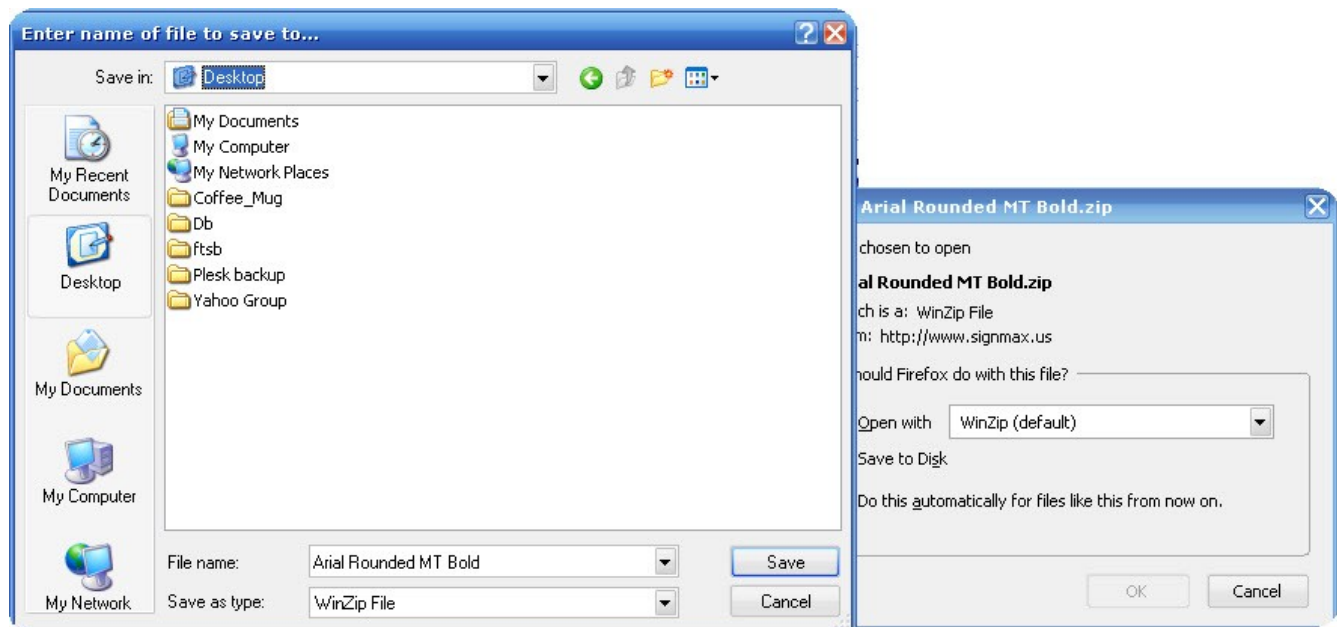 Enter name of file to save to...
Save in:
Desktop
My Recent
Documents
Desktop
My Documents
My Computer
My Network
My Documents
My Computer
My Network Places
Coffee_Mug
Db
ftsb
Plesk backup
Yahoo Group
File name:
Arial Rounded MT Bold
Save
Save as type:
WinZip File
Cancel
Arial Rounded MT Bold.zip
chosen to open
al Rounded MT Bold.zip
ch is a: WinZip File
m: http://www.signmax.us
hould Firefox do with this file?
Open with
WinZip (default)
Save to Disk
Do this automatically for files like this from now on.
OK
Cancel